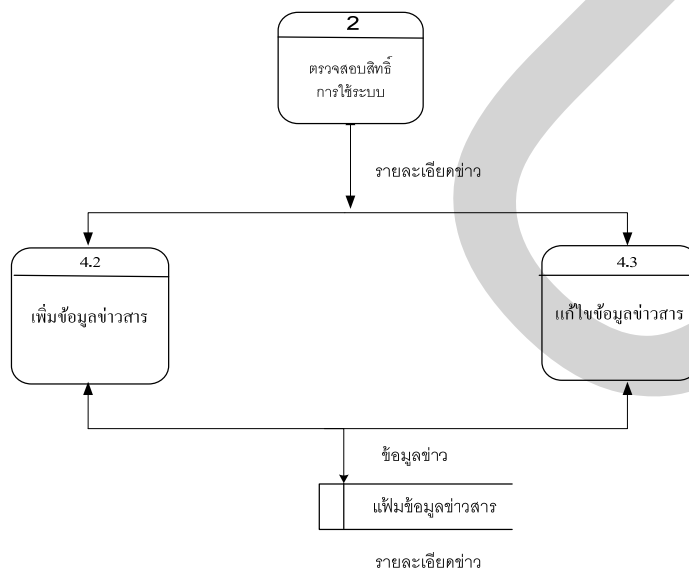 2
ตรวจสอบสิทธิ์
การใช้ระบบ
รายละเอียดข่าว
4.2
เพิ่มข้อมูลข่าวสาร
4.3
แก้ไขข้อมูลข่าวสาร
ข้อมูลข่าว
แฟ้มข้อมูลข่าวสาร
รายละเอียดข่าว